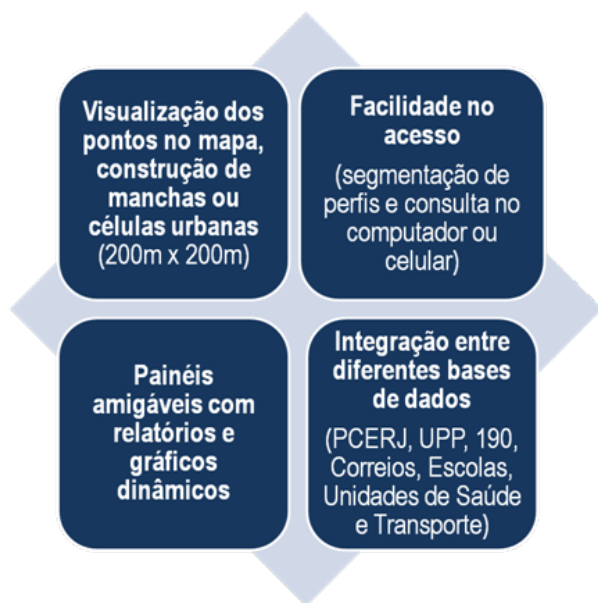 Visualização dos
pontos no mapa,
construção de
manchas ou
células urbanas
(200m x 200m)
Facilidade no
acesso
(segmentação de
perfis e consulta no
computador ou
celular)
Painéis
amigáveis com
relatórios e
gráficos
dinâmicos
Integração entre
diferentes bases
de dados
(PCERJ, UPP, 190,
Correios, Escolas,
Unidades de Saúde
e Transporte)